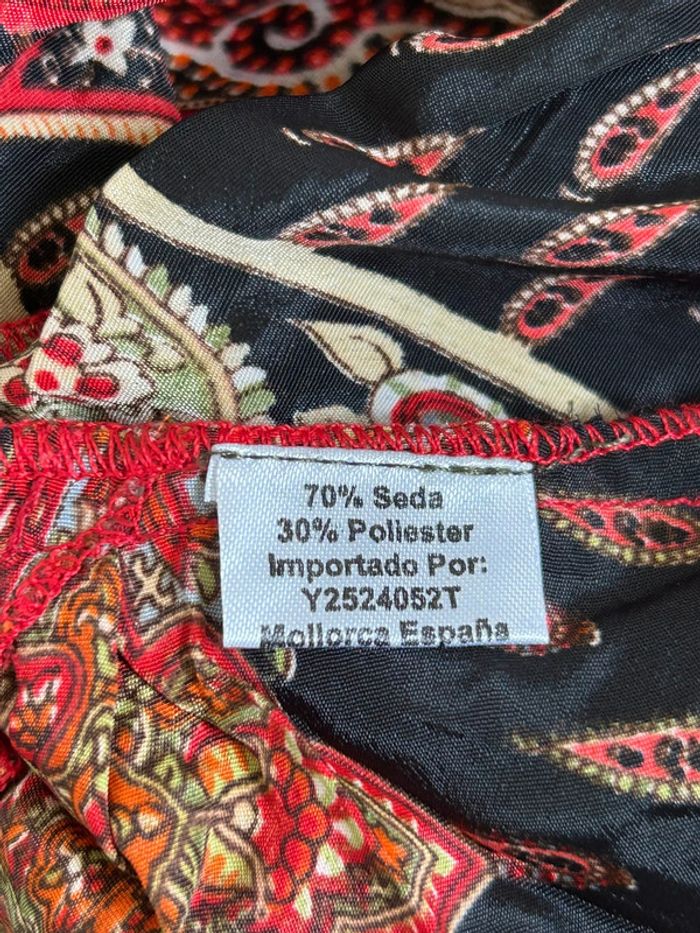 70% Seda
30% Poliester
Importado Por:
Y2524052T
Mollorca España